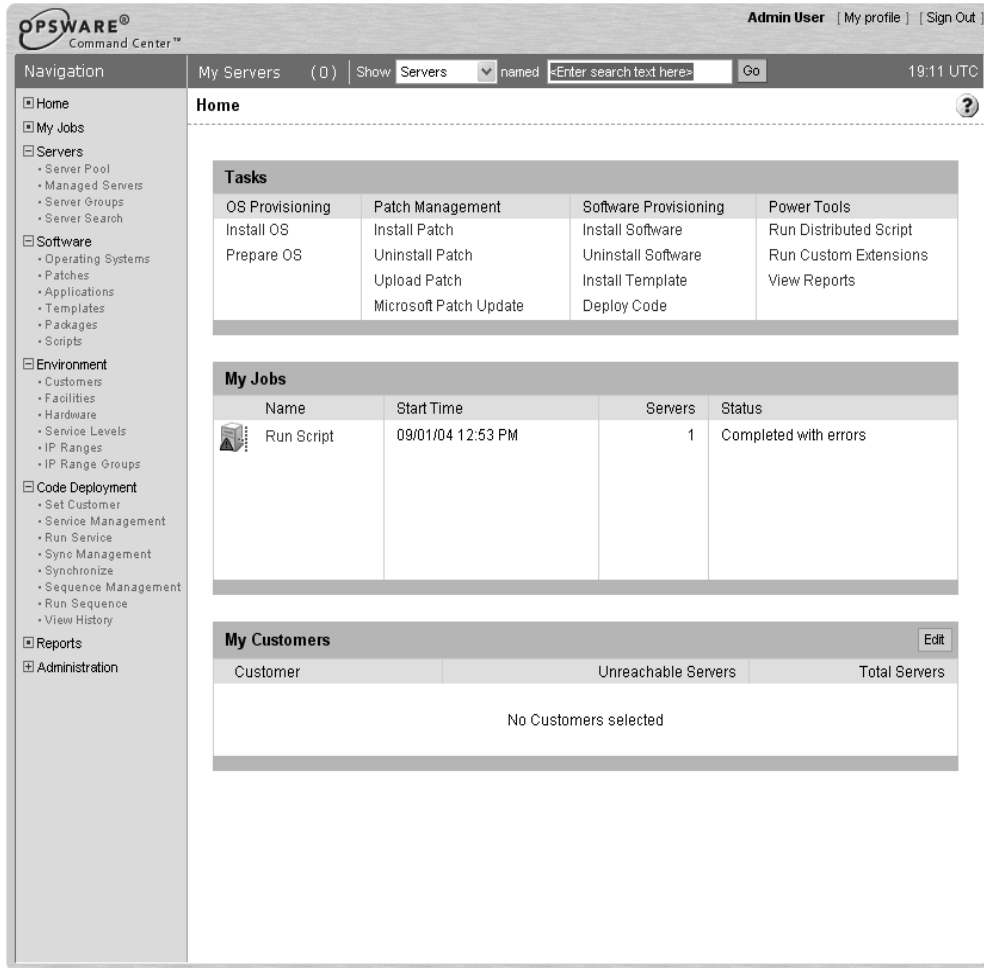 OPSWARE®
Command Center™
Admin User [ My profile ] [ Sign Out ]
Navigation
My Servers ( 0 ) Show Servers named <Enter search text here> Go 19:11 UTC
Home
My Jobs
Servers
• Server Pool
• Managed Servers
• Server Groups
• Server Search
Software
• Operating Systems
• Patches
• Applications
• Templates
• Packages
• Scripts
Environment
• Customers
• Facilities
• Hardware
• Service Levels
• IP Ranges
• IP Range Groups
Code Deployment
• Set Customer
• Service Management
• Run Service
• Sync Management
• Synchronize
• Sequence Management
• Run Sequence
• View History
Reports
Administration
Home ?
Tasks
OS Provisioning Patch Management Software Provisioning Power Tools
Install OS Install Patch Install Software Run Distributed Script
Prepare OS Uninstall Patch Uninstall Software Run Custom Extensions
Upload Patch Install Template View Reports
Microsoft Patch Update Deploy Code
My Jobs
Name Start Time Servers Status
Run Script 09/01/04 12:53 PM 1 Completed with errors
My Customers Edit
Customer Unreachable Servers Total Servers
No Customers selected